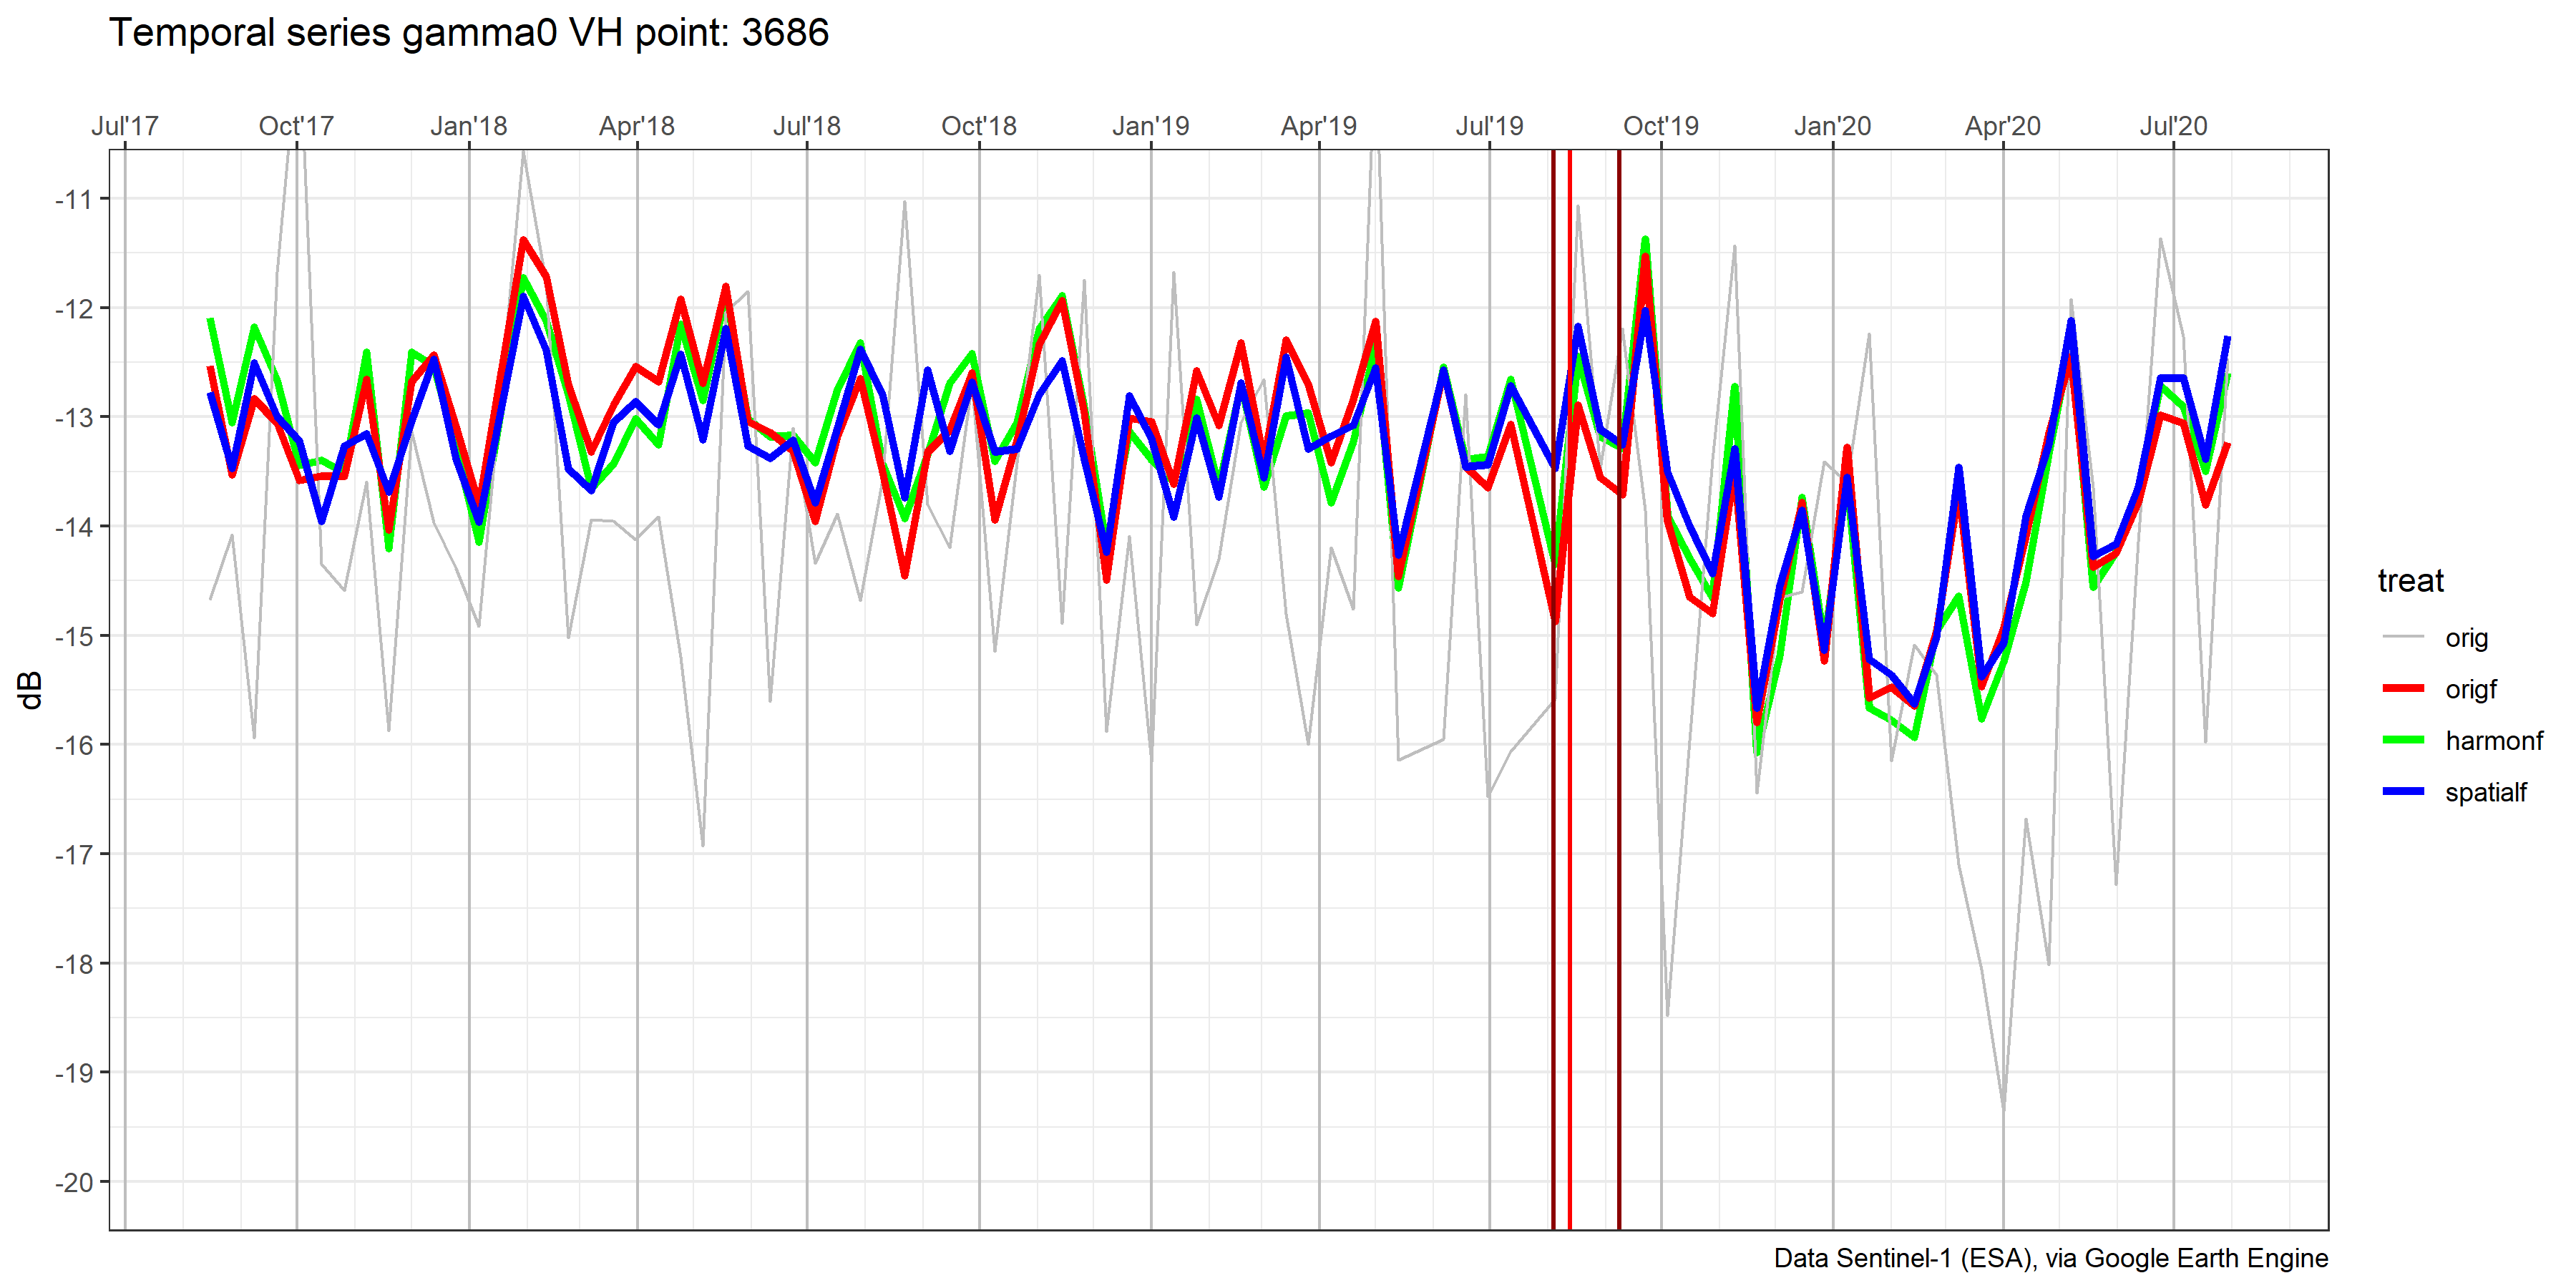 Temporal series gamma0 VH point: 3686
Jul'17 Oct'17 Jan'18 Apr'18 Jul'18 Oct'18 Jan'19 Apr'19 Jul'19 Oct'19 Jan'20 Apr'20 Jul'20
-11
-12
-13
-14
-15
-16
-17
-18
-19
-20
dB
treat
orig
origf
harmonf
spatialf
Data Sentinel-1 (ESA), via Google Earth Engine